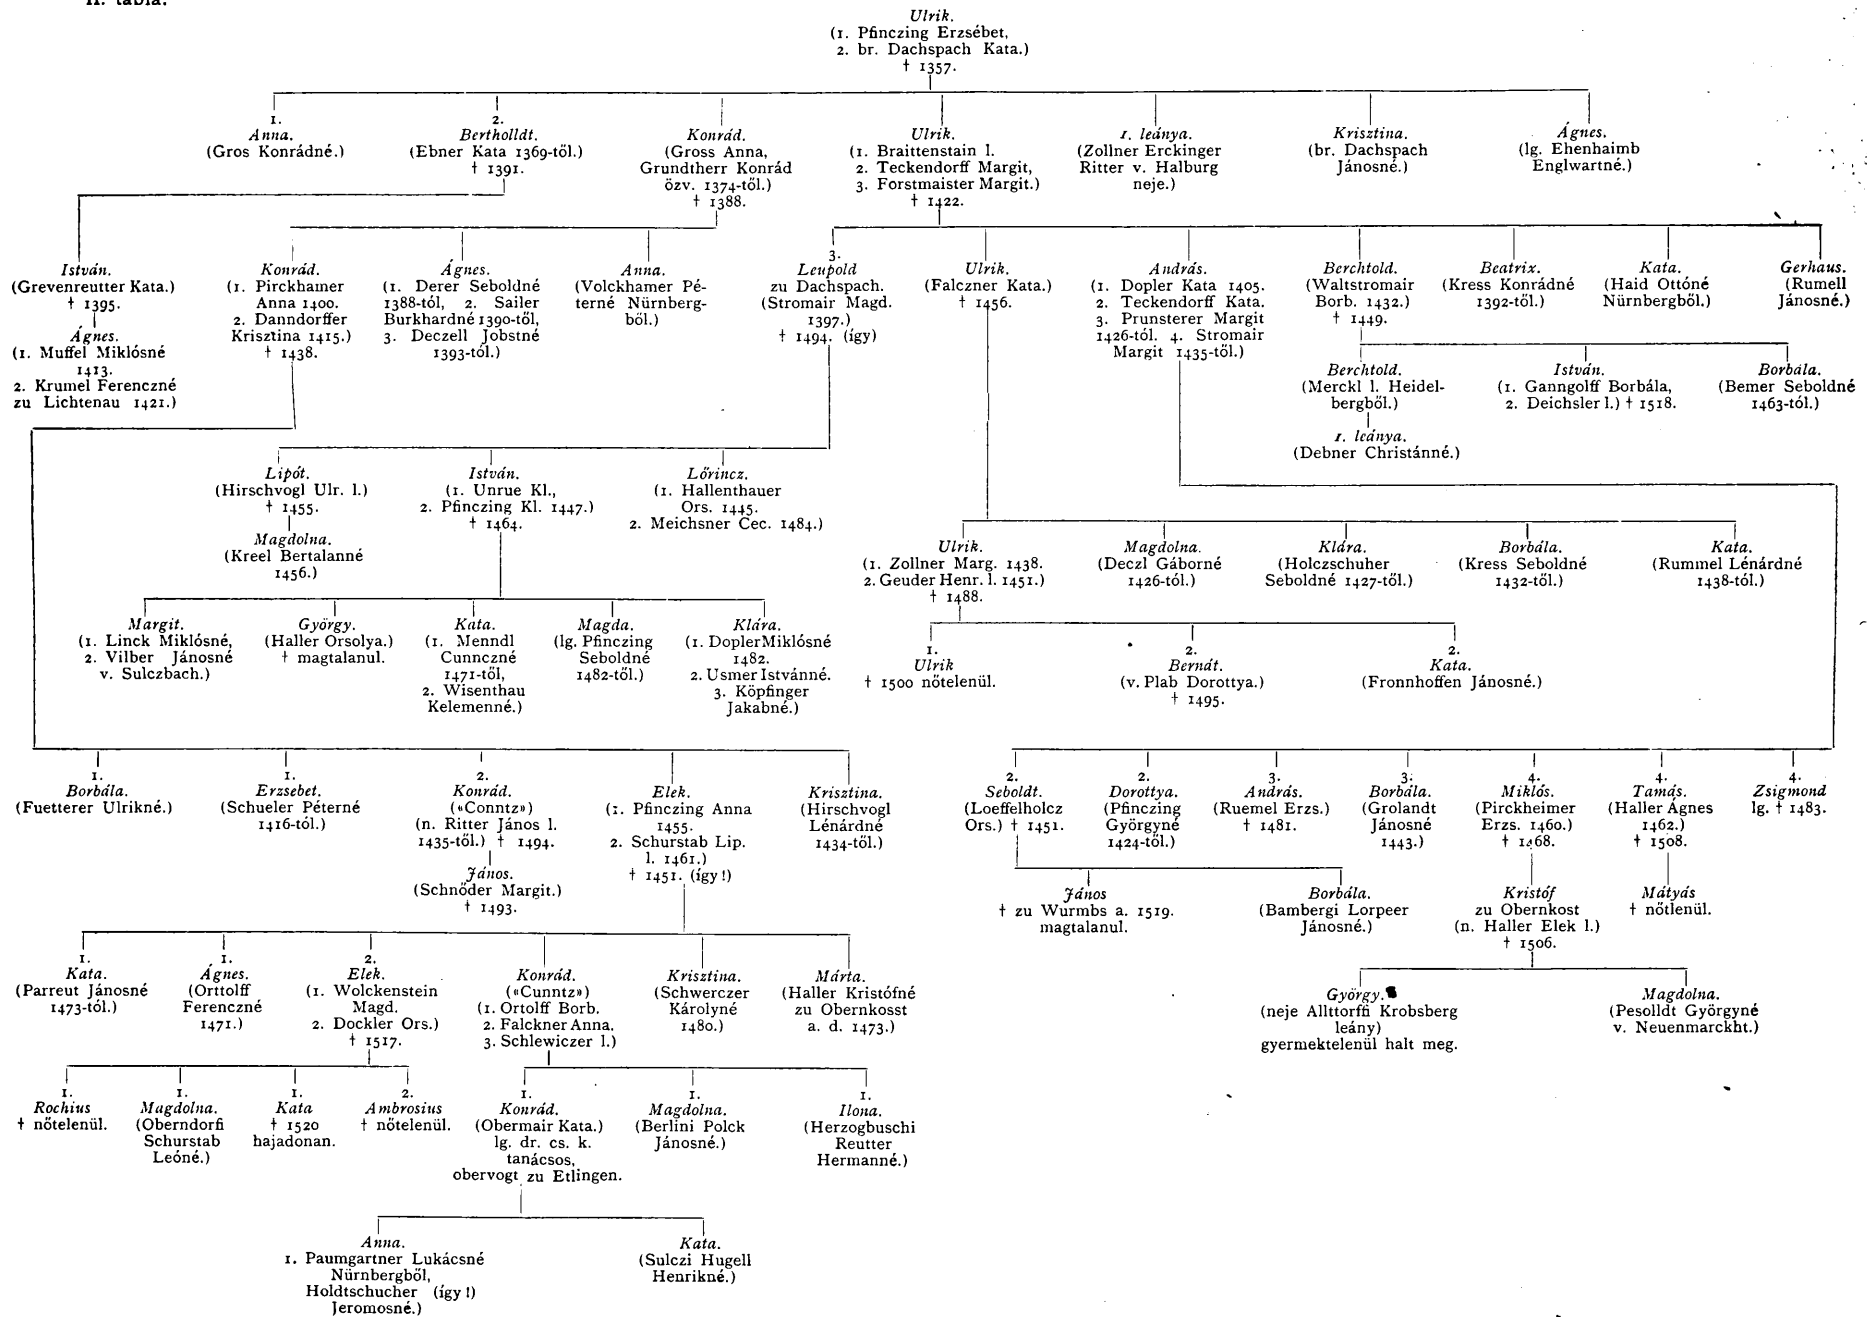 II. tábla.
Ulrik.
(1. Pfinczing Erzsébet,
2. br. Dachspach Kata.)
† 1357.
1.
Anna.
(Gros Konrádné.)
2.
Bertholldt.
(Ebner Kata 1369-től.)
† 1391.
Konrád.
(Gross Anna,
Grundtherr Konrád
özv. 1374-től.)
† 1388.
Ulrik.
(1. Braittenstain l.
2. Teckendorff Margit,
3. Forstmaister Margit.)
† 1422.
1. leánya.
(Zollner Erckinger
Ritter v. Halburg
neje.)
Krisztina.
(br. Dachspach
Jánosné.)
Ágnes.
(lg. Ehenhaimb
Englwartné.)
István.
(Grevenreutter Kata.)
† 1395.
Ágnes.
(1. Muffel Miklósné
1413.
2. Krumel Ferenczné
zu Lichtenau 1421.)
Konrád.
(1. Pirckhamer
Anna 1400.
2. Danndorffer
Krisztina 1415.)
† 1438.
Ágnes.
(1. Derer Seboldné
1388-tól, 2. Sailer
Burkhardné 1390-től,
3. Deczell Jobstné
1393-tól.)
Anna.
(Volckhamer Pé-
terné Nürnberg-
ből.)
3.
Leupold
zu Dachspach.
(Stromair Magd.
1397.)
† 1494. (így)
Ulrik.
(Falczner Kata.)
† 1456.
András.
(1. Dopler Kata 1405.
2. Teckendorff Kata.
3. Prunsterer Margit
1426-tól. 4. Stromair
Margit 1435-től.)
Berchtold.
(Waltstromair
Borb. 1432.)
† 1449.
Beatrix.
(Kress Konrádné
1392-től.)
Kata.
(Haid Ottóné
Nürnbergből.)
Gerhaus.
(Rumell
Jánosné.)
Berchtold.
(Merckl l. Heidel-
bergből.)
1. leánya.
(Debner Christánné.)
István.
(1. Ganngolff Borbála,
2. Deichsler l.) † 1518.
Borbála.
(Bemer Seboldné
1463-tól.)
Lipót.
(Hirschvogl Ulr. l.)
† 1455.
Magdolna.
(Kreel Bertalanné
1456.)
István.
(1. Unrue Kl.,
2. Pfinczing Kl. 1447.)
† 1464.
Lőrincz.
(1. Hallenthauer
Ors. 1445.
2. Meichsner Cec. 1484.)
Ulrik.
(1. Zollner Marg. 1438.
2. Geuder Henr. l. 1451.)
† 1488.
Magdolna.
(Deczl Gáborné
1426-tól.)
Klára.
(Holczschuher
Seboldné 1427-től.)
Borbála.
(Kress Seboldné
1432-től.)
Kata.
(Rummel Lénárdné
1438-tól.)
Margit.
(1. Linck Miklósné,
2. Vilber Jánosné
v. Sulczbach.)
György.
(Haller Orsolya.)
† magtalanul.
Kata.
(1. Menndl
Cunnczné
1471-től,
2. Wisenthau
Kelemenné.)
Magda.
(lg. Pfinczing
Seboldné
1482-től.)
Klára.
(1. Dopler Miklósné
1482.
2. Usmer Istvánné.
3. Köpfinger
Jakabné.)
1.
Ulrik
† 1500 nőtelenül.
2.
Bernát.
(v. Plab Dorottya.)
† 1495.
2.
Kata.
(Fronnhoffen Jánosné.)
1.
Borbála.
(Fuetterer Ulrikné.)
1.
Erzsebet.
(Schueler Péterné
1416-tól.)
2.
Konrád.
(«Conntz»)
(n. Ritter János l.
1435-től.) † 1494.
János.
(Schnőder Margit.)
† 1493.
Elek.
(1. Pfinczing Anna
1455.
2. Schurstab Lip.
l. 1461.)
† 1451. (így!)
Krisztina.
(Hirschvogl
Lénárdné
1434-től.)
2.
Seboldt.
(Loeffelholcz
Ors.) † 1451.
2.
Dorottya.
(Pfinczing
Györgyné
1424-től.)
3.
András.
(Ruemel Erzs.)
† 1481.
3.
Borbála.
(Grolandt
Jánosné
1443.)
4.
Miklós.
(Pirckheimer
Erzs. 1460.)
† 1468.
4.
Tamás.
(Haller Ágnes
1462.)
† 1508.
4.
Zsigmond
lg. † 1483.
János
† zu Wurmbs a. 1519.
magtalanul.
Borbála.
(Bambergi Lorpeer
Jánosné.)
Kristóf
zu Obernkost
(n. Haller Elek l.)
† 1506.
Mátyás
† nőtlenül.
1.
Kata.
(Parreut Jánosné
1473-tól.)
1.
Ágnes.
(Orttolff
Ferenczné
1471.)
2.
Elek.
(1. Wolckenstein
Magd.
2. Dockler Ors.)
† 1517.
Konrád.
(«Cunntz»)
(1. Ortolff Borb.
2. Falckner Anna.
3. Schlewiczer l.)
Krisztina.
(Schwerczer
Károlyné
1480.)
Márta.
(Haller Kristófné
zu Obernkosst
a. d. 1473.)
György.
(neje Allttorffi Krobsberg
leány)
gyermektelenül halt meg.
Magdolna.
(Pesolldt Györgyné
v. Neuenmarckht.)
1.
Rochius
† nőtelenül.
1.
Magdolna.
(Oberndorfi
Schurstab
Leóné.)
1.
Kata
† 1520
hajadonan.
2.
Ambrosius
† nőtelenül.
1.
Konrád.
(Obermair Kata.)
lg. dr. cs. k.
tanácsos,
obervogt zu Etlingen.
1.
Magdolna.
(Berlini Polck
Jánosné.)
1.
Ilona.
(Herzogbuschi
Reutter
Hermanné.)
Anna.
1. Paumgartner Lukácsné
Nürnbergből,
Holdtschucher (így!)
Jeromosné.)
Kata.
(Sulczi Hugell
Henrikné.)